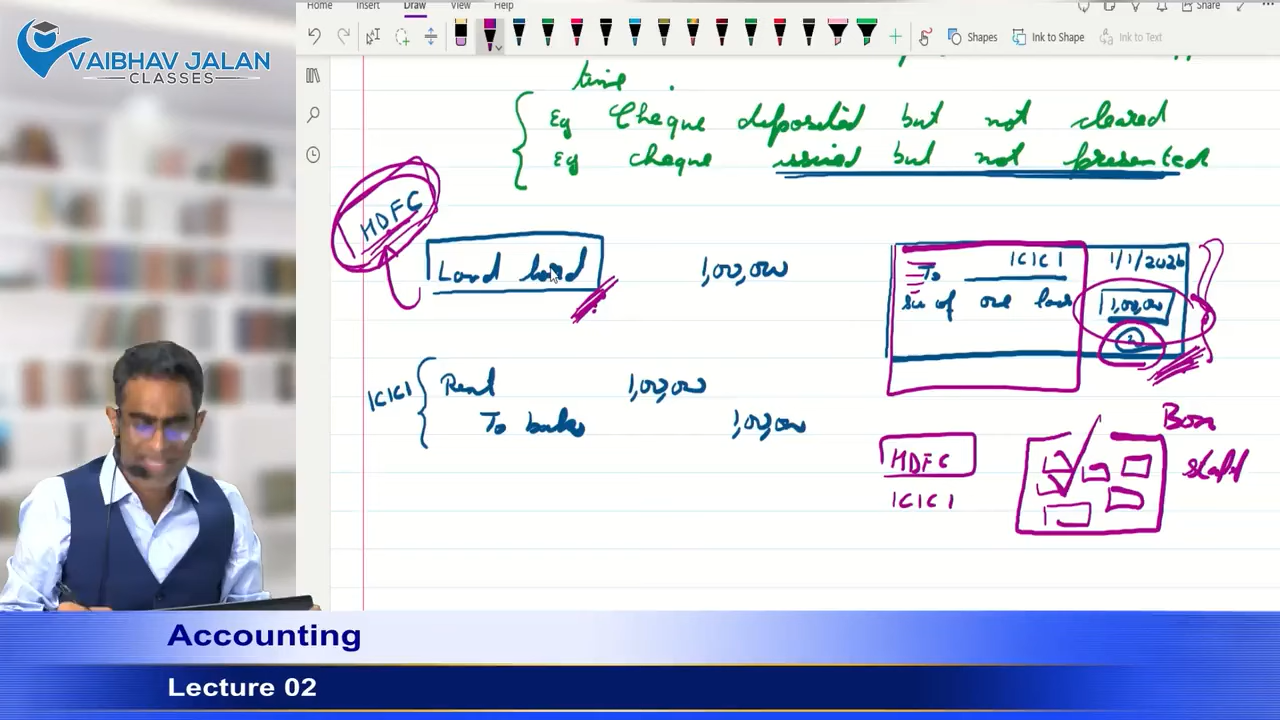 VAIBHAV JALAN
CLASSES
Home Insert Draw View Help
Share
Shapes
Ink to Shape
Ink to Text
time
Eg Cheque deposited but not cleared
Eg cheque issued but not presented
HDFC
Land lord 1,00,000
ICICI 1/1/2026
To
sum of one lac 1,00,000
ICICI
Rent 1,00,000
To bank 1,00,000
HDFC
ICICI
Box
Accounting
Lecture 02